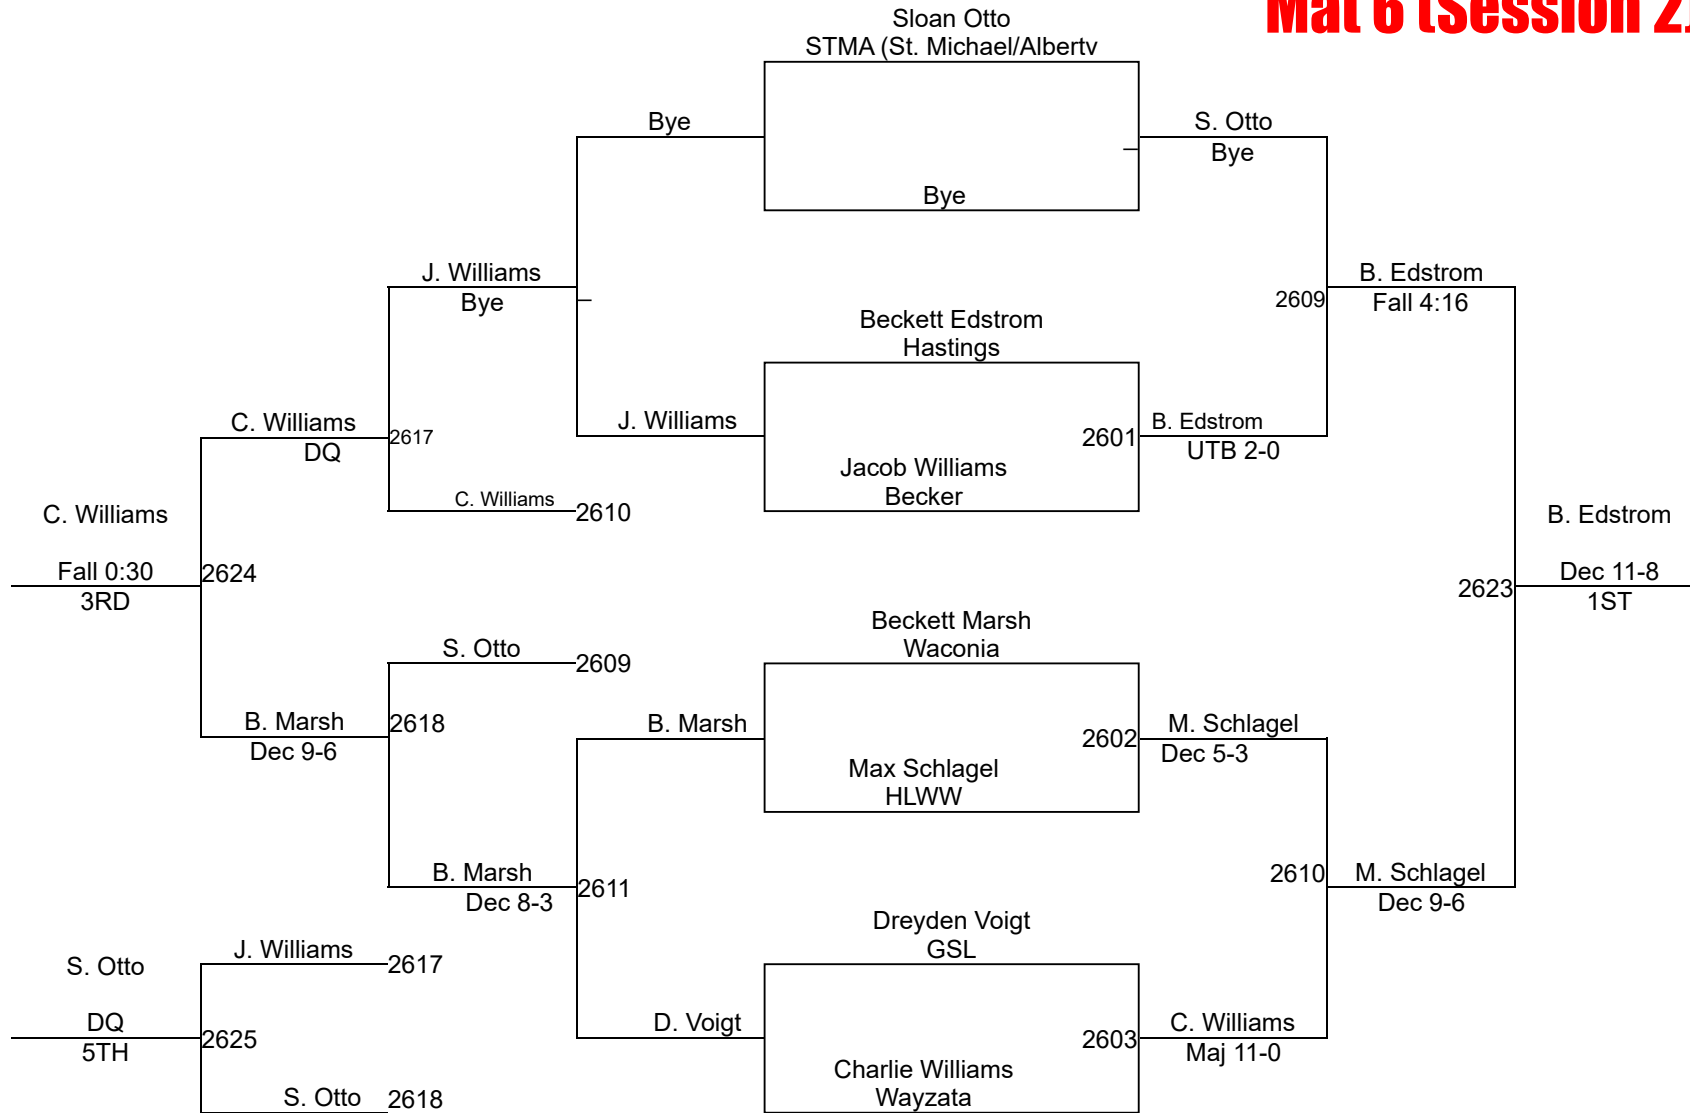 Mat 6 (Session 2)
Sloan Otto
STMA (St. Michael/Albertv
Bye
S. Otto
Bye
Bye
J. Williams
Bye
B. Edstrom
2609
Fall 4:16
Beckett Edstrom
Hastings
C. Williams
2617
DQ
J. Williams
2601
B. Edstrom
UTB 2-0
Jacob Williams
Becker
C. Williams
2610
C. Williams
B. Edstrom
Fall 0:30
2624
3RD
2623
Dec 11-8
1ST
Beckett Marsh
Waconia
S. Otto
2609
B. Marsh
2618
Dec 9-6
B. Marsh
2602
M. Schlagel
Dec 5-3
Max Schlagel
HLWW
B. Marsh
2611
Dec 8-3
2610
M. Schlagel
Dec 9-6
Dreyden Voigt
GSL
J. Williams
2617
S. Otto
DQ
2625
5TH
D. Voigt
2603
C. Williams
Maj 11-0
Charlie Williams
Wayzata
S. Otto
2618